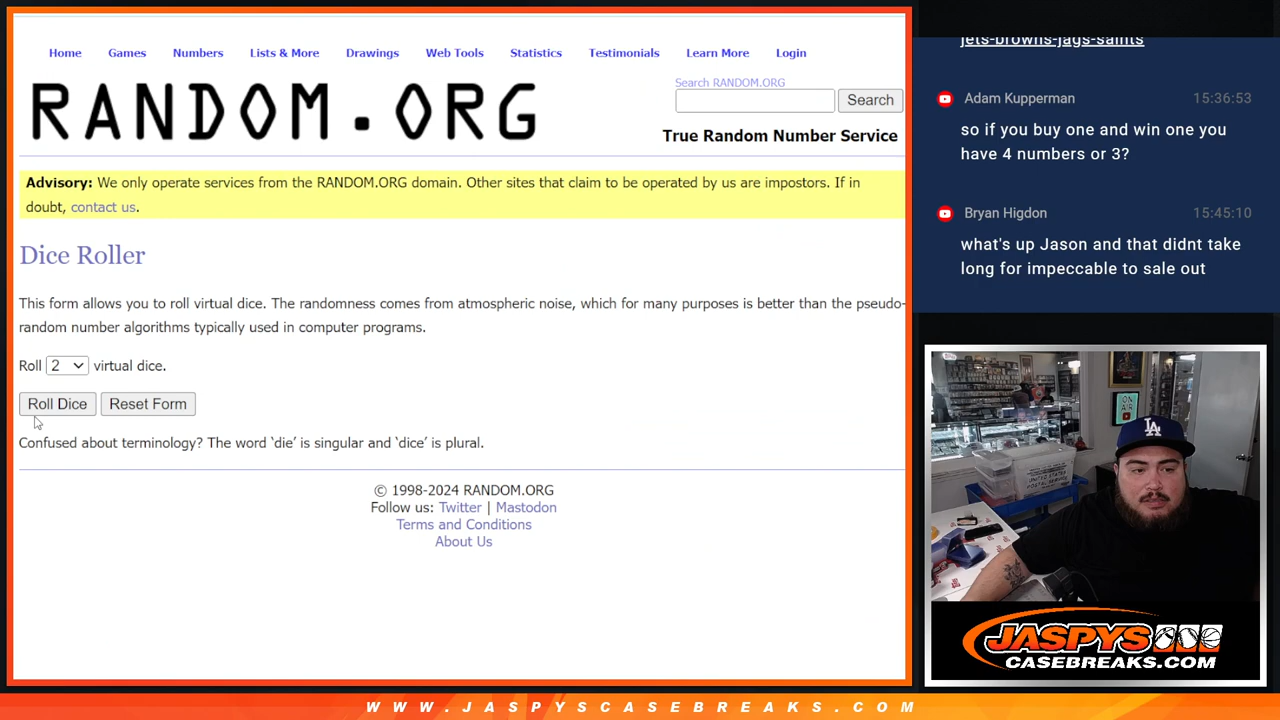 Home Games Numbers Lists & More Drawings Web Tools Statistics Testimonials Learn More Login
RANDOM.ORG
Search RANDOM.ORG
Search
True Random Number Service
Advisory: We only operate services from the RANDOM.ORG domain. Other sites that claim to be operated by us are impostors. If in
doubt, contact us.
Dice Roller
This form allows you to roll virtual dice. The randomness comes from atmospheric noise, which for many purposes is better than the pseudo-
random number algorithms typically used in computer programs.
Roll 2 virtual dice.
Roll Dice Reset Form
Confused about terminology? The word ‘die’ is singular and ‘dice’ is plural.
© 1998-2024 RANDOM.ORG
Follow us: Twitter | Mastodon
Terms and Conditions
About Us
jets-browns-jags-saints
Adam Kupperman 15:36:53
so if you buy one and win one you
have 4 numbers or 3?
Bryan Higdon 15:45:10
what's up Jason and that didnt take
long for impeccable to sale out
ON
AIR
LA
JASPYS
CASEBREAKS.COM
WWW.JASPYSCASEBREAKS.COM